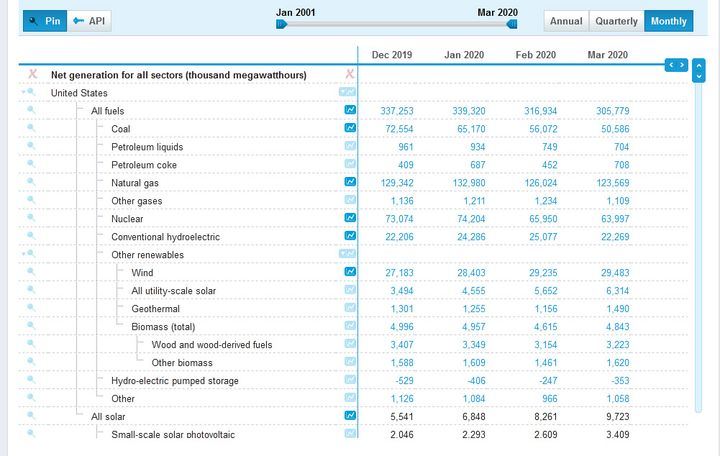 Pin API Jan 2001 Mar 2020 Annual Quarterly Monthly
Dec 2019 Jan 2020 Feb 2020 Mar 2020
Net generation for all sectors (thousand megawatthours)
United States
All fuels 337,253 339,320 316,934 305,779
Coal 72,554 65,170 56,072 50,586
Petroleum liquids 961 934 749 704
Petroleum coke 409 687 452 708
Natural gas 129,342 132,980 126,024 123,569
Other gases 1,136 1,211 1,234 1,109
Nuclear 73,074 74,204 65,950 63,997
Conventional hydroelectric 22,206 24,286 25,077 22,269
Other renewables
Wind 27,183 28,403 29,235 29,483
All utility-scale solar 3,494 4,555 5,652 6,314
Geothermal 1,301 1,255 1,156 1,490
Biomass (total) 4,996 4,957 4,615 4,843
Wood and wood-derived fuels 3,407 3,349 3,154 3,223
Other biomass 1,588 1,609 1,461 1,620
Hydro-electric pumped storage -529 -406 -247 -353
Other 1,126 1,084 966 1,058
All solar 5,541 6,848 8,261 9,723
Small-scale solar photovoltaic 2,046 2,293 2,609 3,409